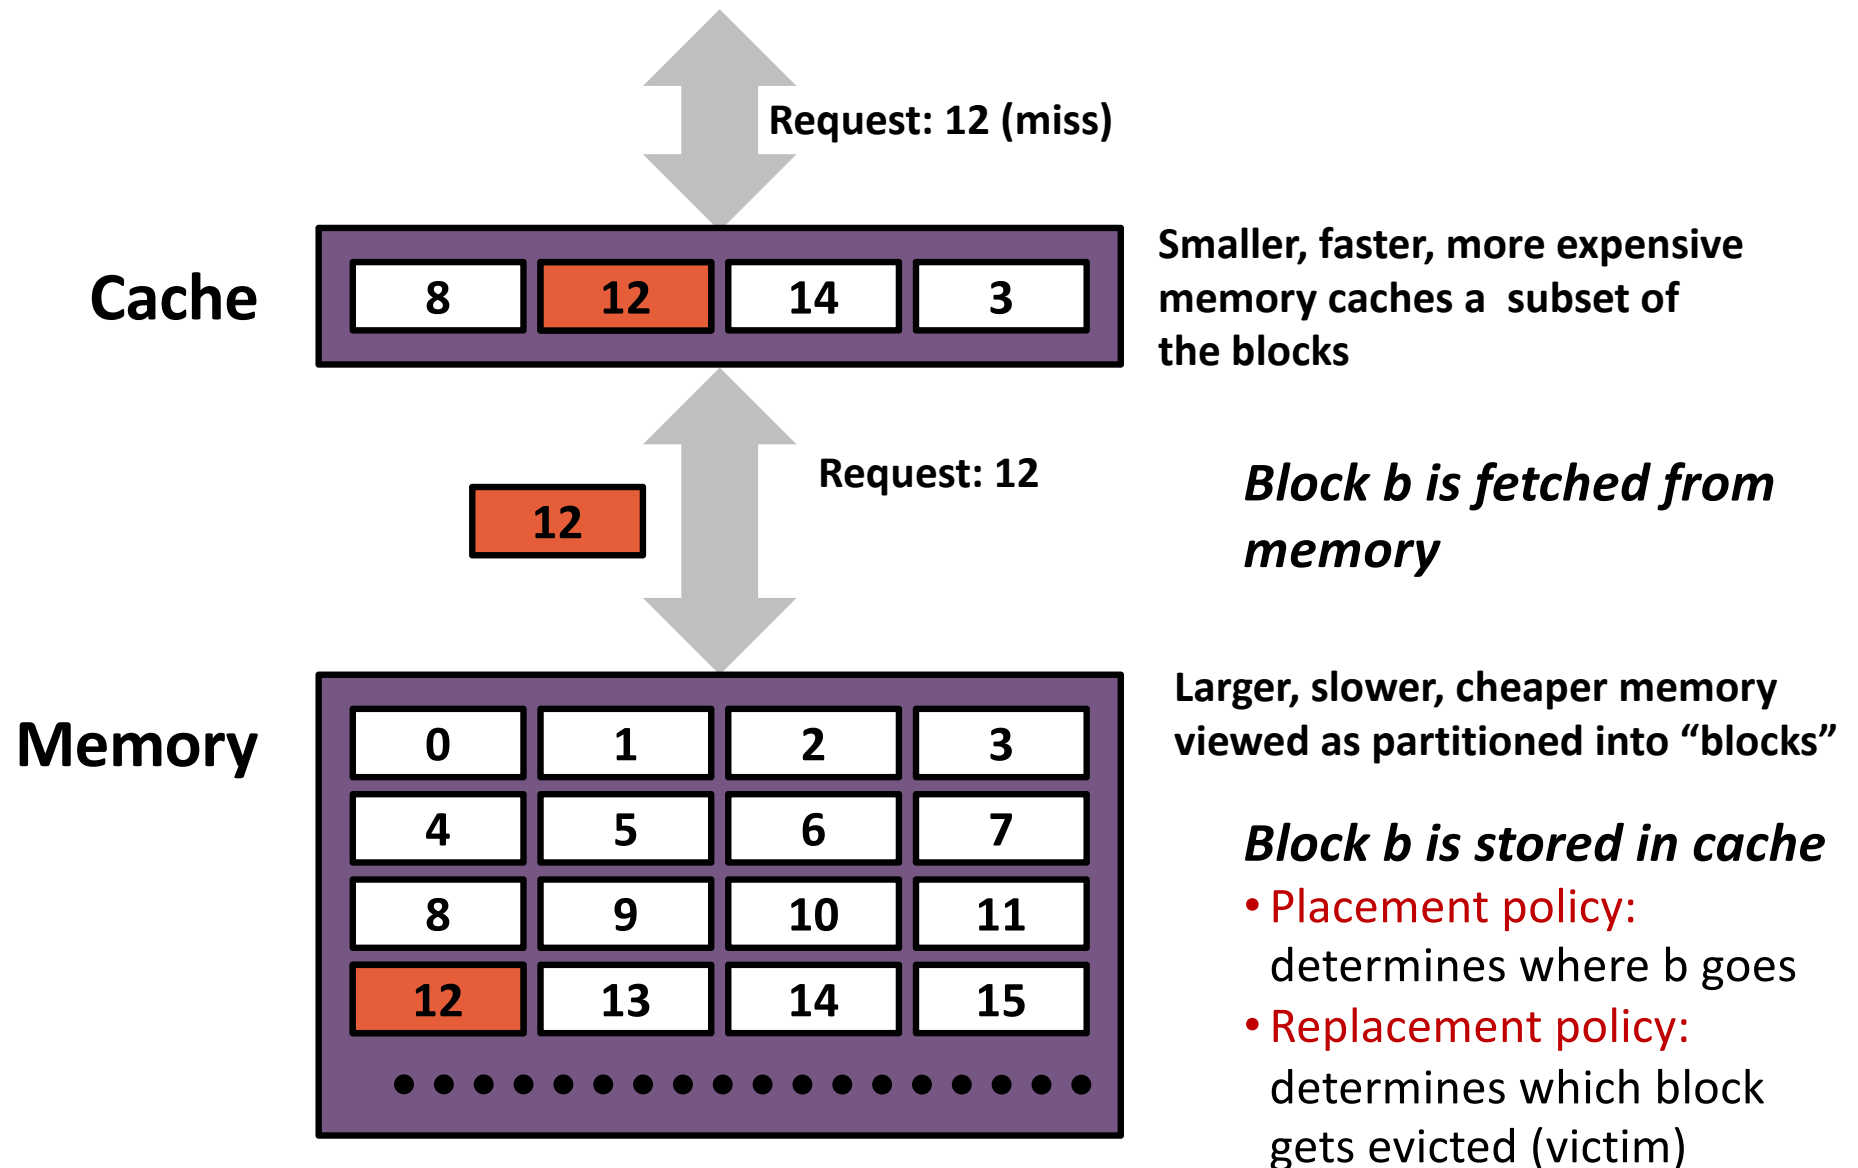 Request: 12 (miss)
Cache
8 12 14 3
Smaller, faster, more expensive
memory caches a subset of
the blocks
Request: 12
12
Block b is fetched from
memory
Memory
0 1 2 3
4 5 6 7
8 9 10 11
12 13 14 15
Larger, slower, cheaper memory
viewed as partitioned into “blocks”
Block b is stored in cache
• Placement policy:
determines where b goes
• Replacement policy:
determines which block
gets evicted (victim)